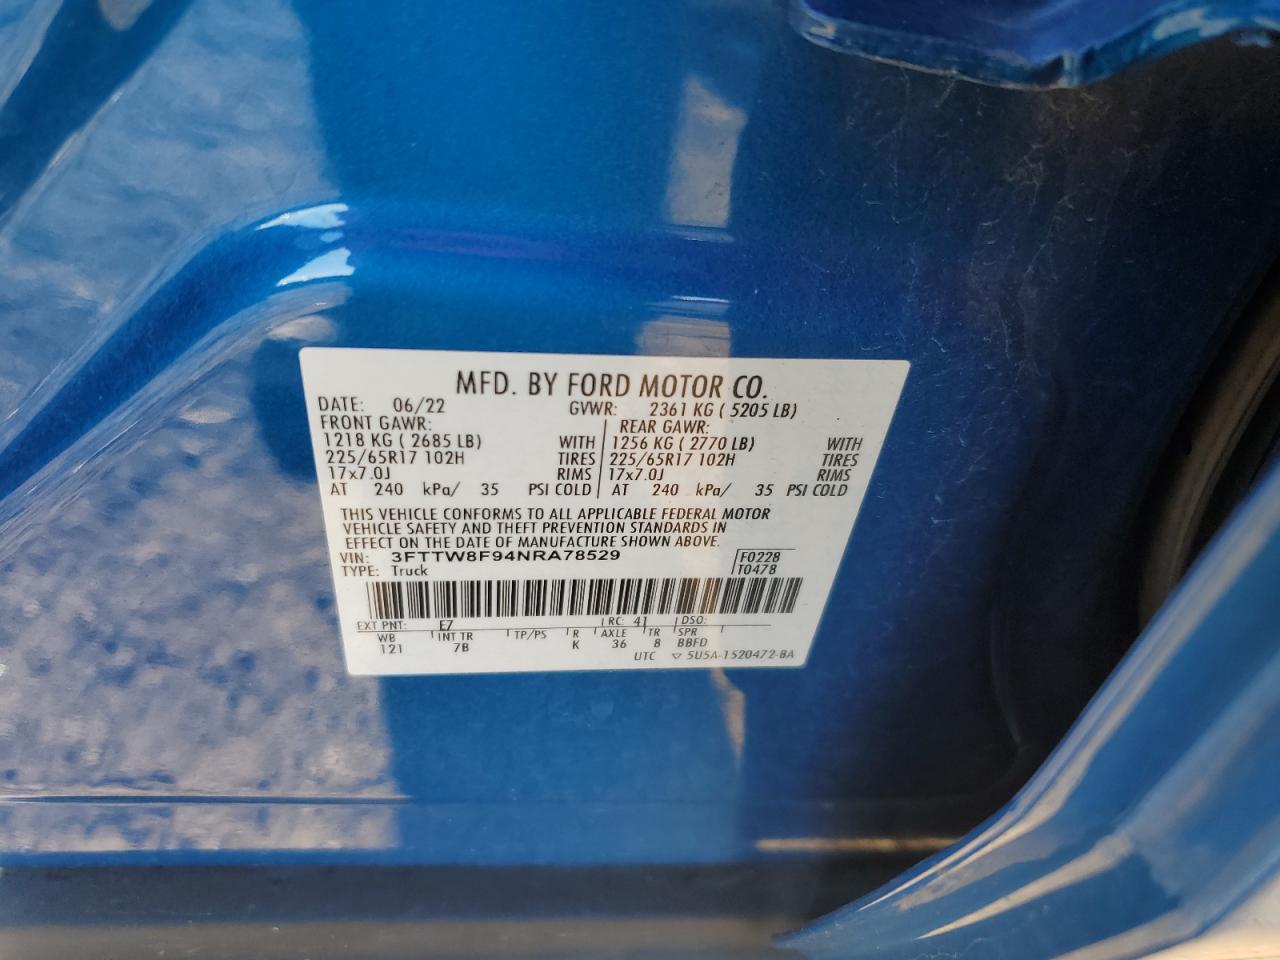 MFD. BY FORD MOTOR CO.
DATE: 06/22 GVWR: 2361 KG ( 5205 LB)
FRONT GAWR: REAR GAWR:
1218 KG ( 2685 LB) WITH 1256 KG ( 2770 LB) WITH
225/65R17 102H TIRES 225/65R17 102H TIRES
17x7.0J RIMS 17x7.0J RIMS
AT 240 kPa/ 35 PSI COLD AT 240 kPa/ 35 PSI COLD
THIS VEHICLE CONFORMS TO ALL APPLICABLE FEDERAL MOTOR
VEHICLE SAFETY AND THEFT PREVENTION STANDARDS IN
EFFECT ON THE DATE OF MANUFACTURE SHOWN ABOVE.
VIN: 3FTTW8F94NRA78529 F0228
TYPE: Truck T0478
EXT PNT: E7 RC: 41 DSO:
WB INT TR TP/PS R AXLE TR SPR
121 7B K 36 8 BBFD
UTC ▽ 5U5A-1520472-BA